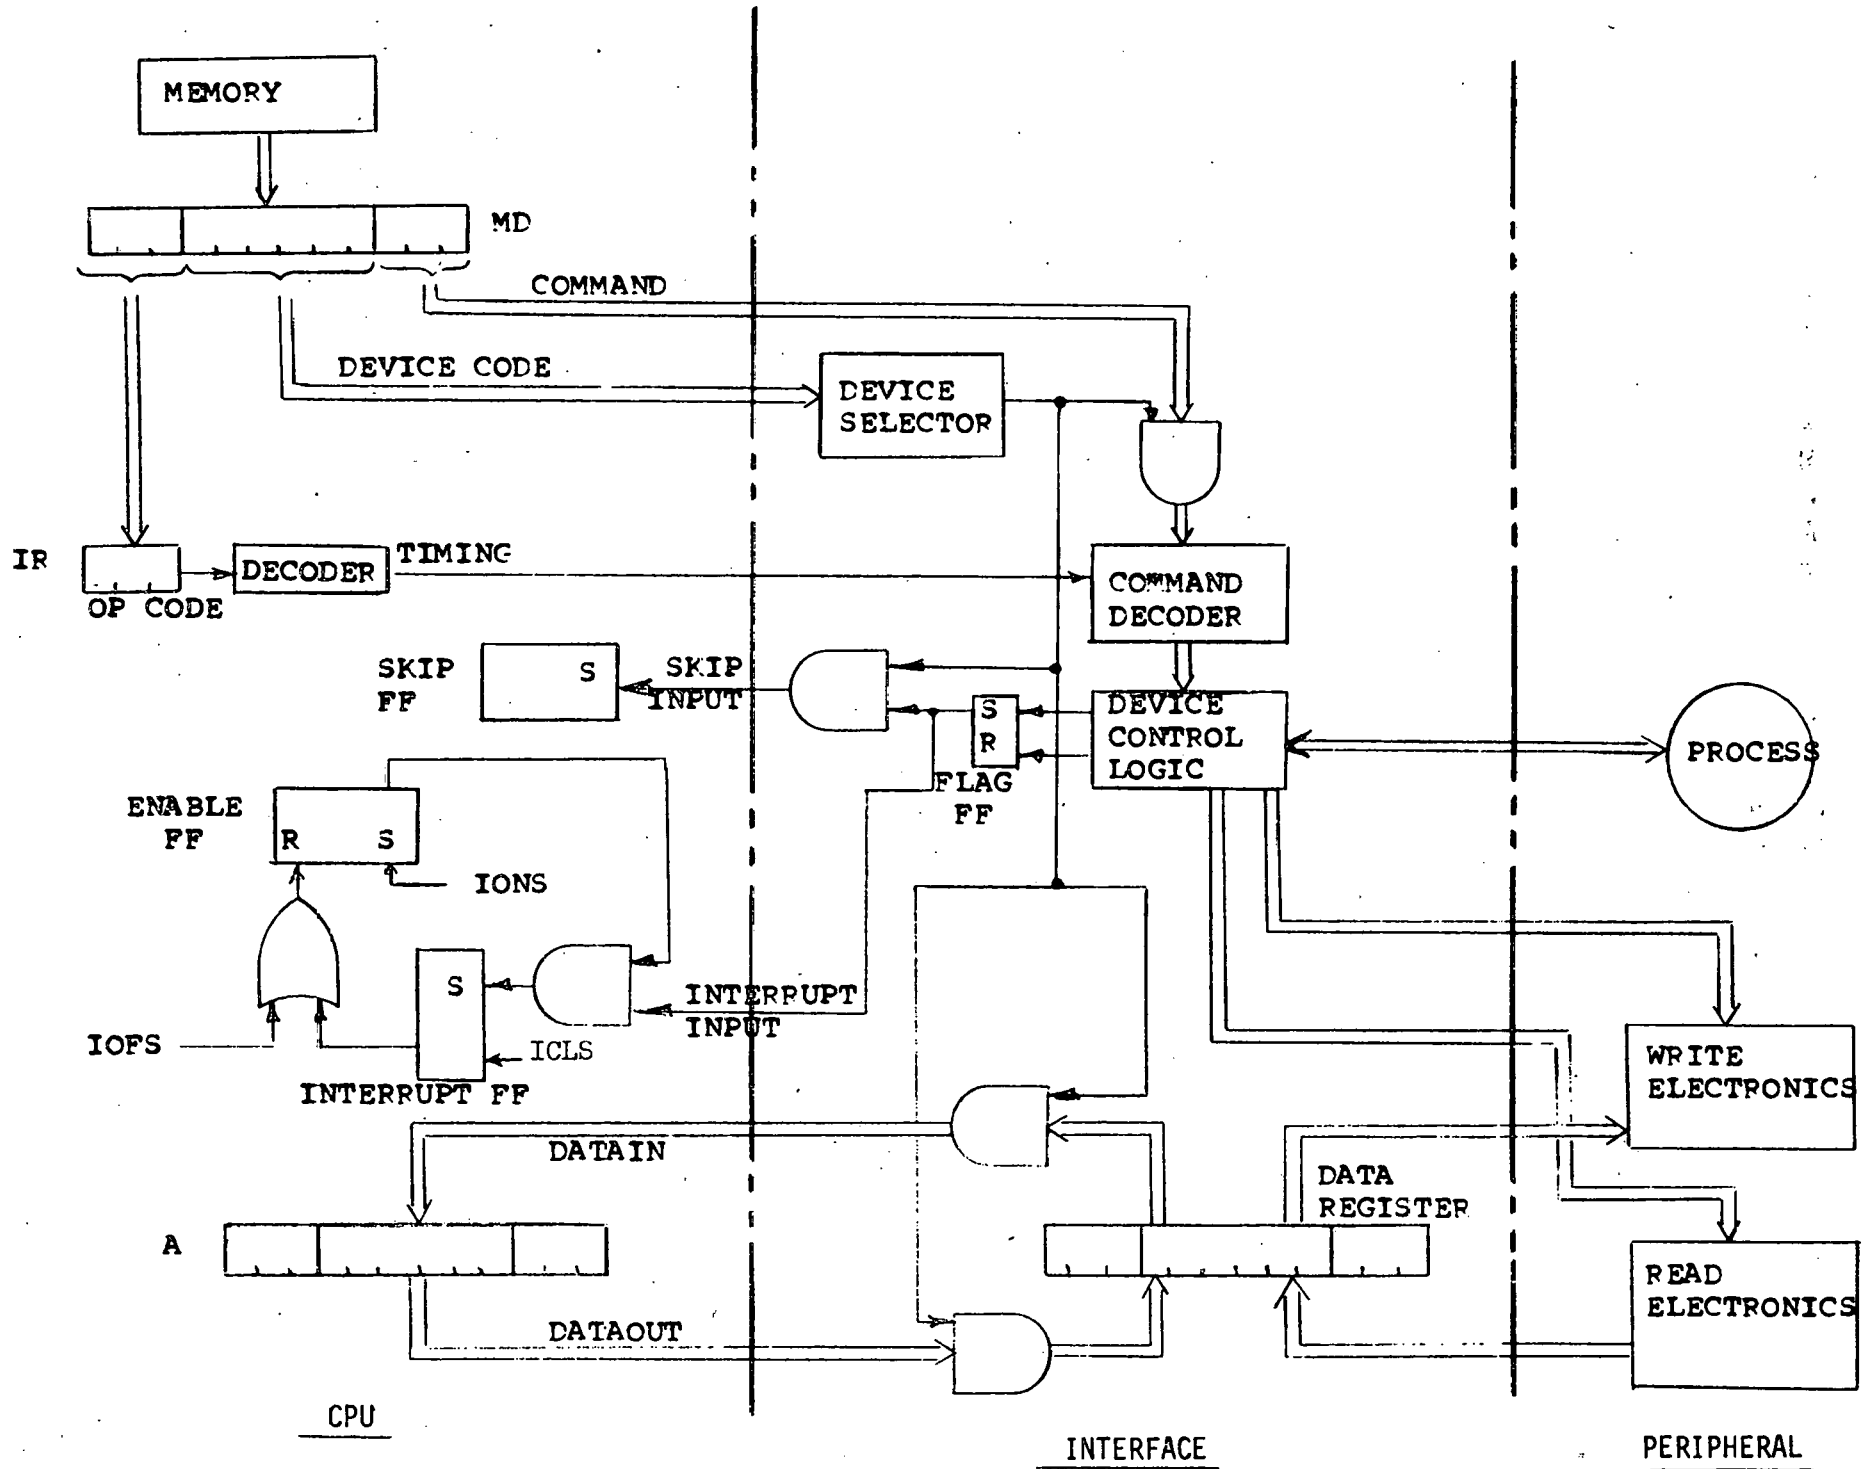 MEMORY
MD
COMMAND
DEVICE CODE
DEVICE
SELECTOR
IR
OP CODE
DECODER
TIMING
COMMAND
DECODER
SKIP
FF
S
SKIP
INPUT
S
R
FLAG
FF
DEVICE
CONTROL
LOGIC
PROCESS
ENABLE
FF
R
S
IONS
IOFS
S
ICLS
INTERRUPT FF
INTERRUPT
INPUT
WRITE
ELECTRONICS
DATAIN
DATA
REGISTER
A
READ
ELECTRONICS
DATAOUT
CPU
INTERFACE
PERIPHERAL